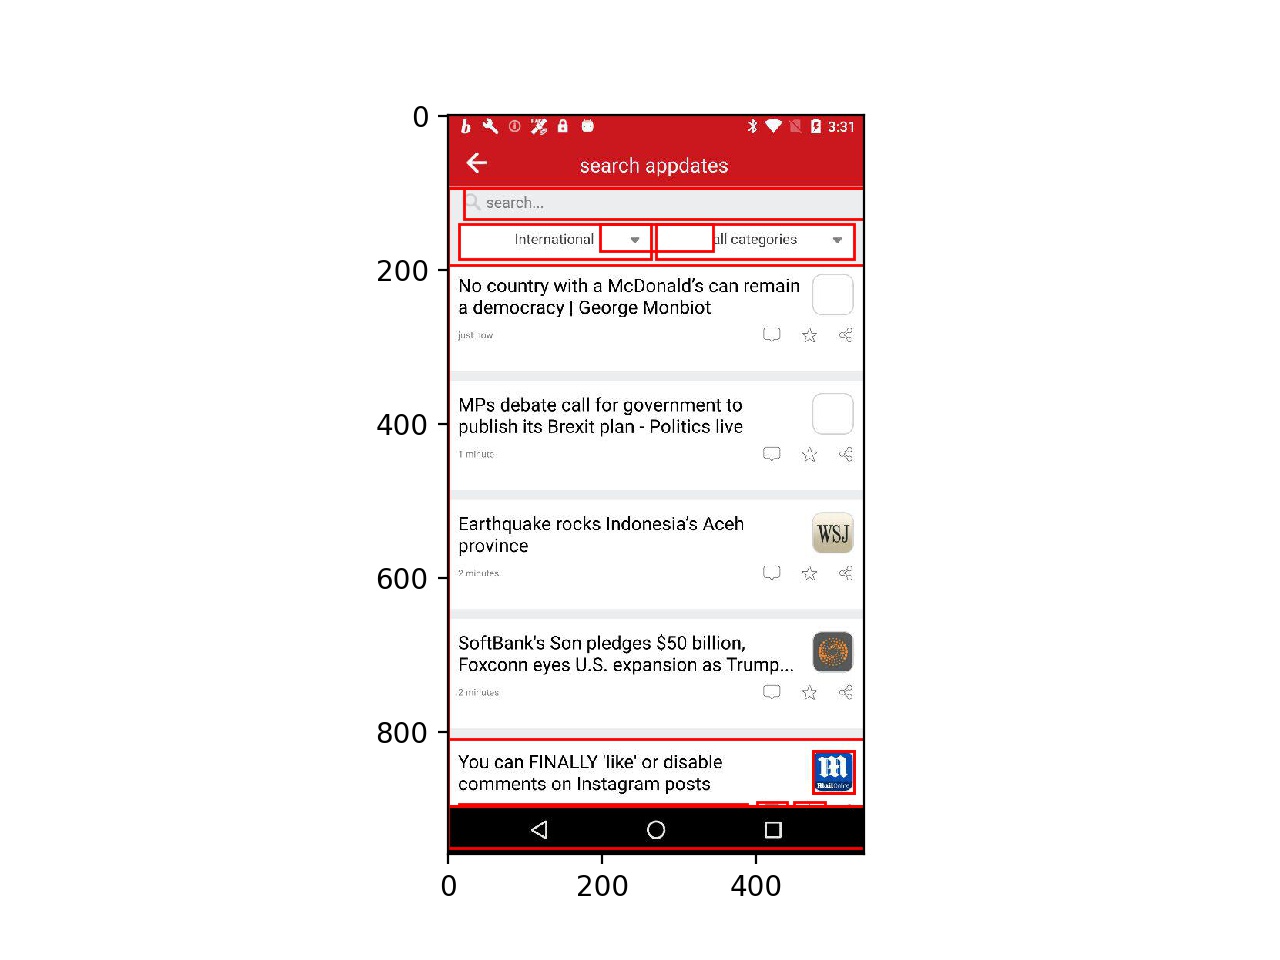 0
3:31
search appdates
search...
International all categories
200
No country with a McDonald's can remain
a democracy | George Monbiot
just now
400
MPs debate call for government to
publish its Brexit plan - Politics live
1 minute
Earthquake rocks Indonesia's Aceh
province
WSJ
600
2 minutes
SoftBank's Son pledges $50 billion,
Foxconn eyes U.S. expansion as Trump...
2 minutes
800
You can FINALLY 'like' or disable
comments on Instagram posts
Mail Online
0 200 400